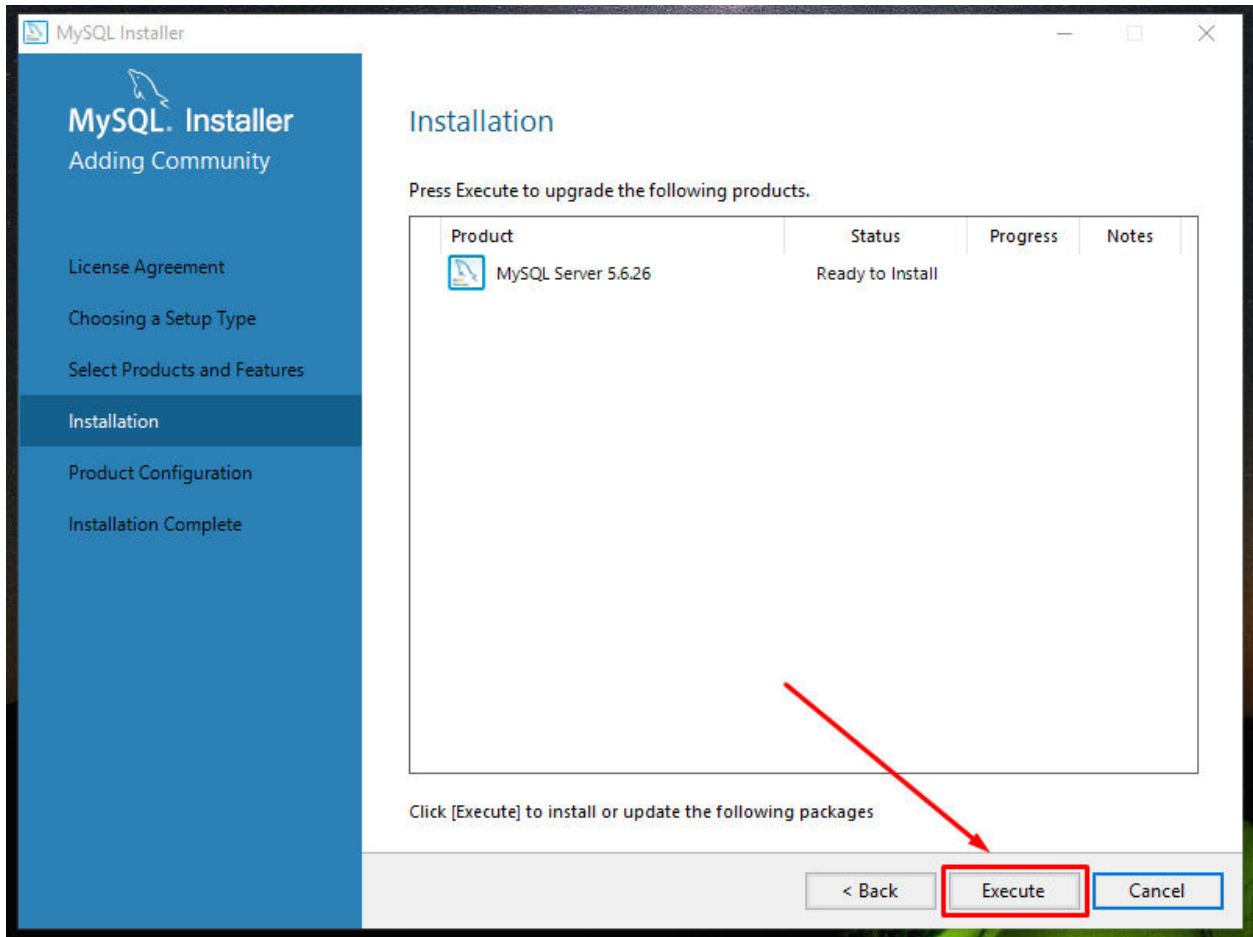 MySQL Installer
MySQL. Installer
Adding Community
License Agreement
Choosing a Setup Type
Select Products and Features
Installation
Product Configuration
Installation Complete
Installation
Press Execute to upgrade the following products.
Product Status Progress Notes
MySQL Server 5.6.26 Ready to Install
Click [Execute] to install or update the following packages
< Back Execute Cancel